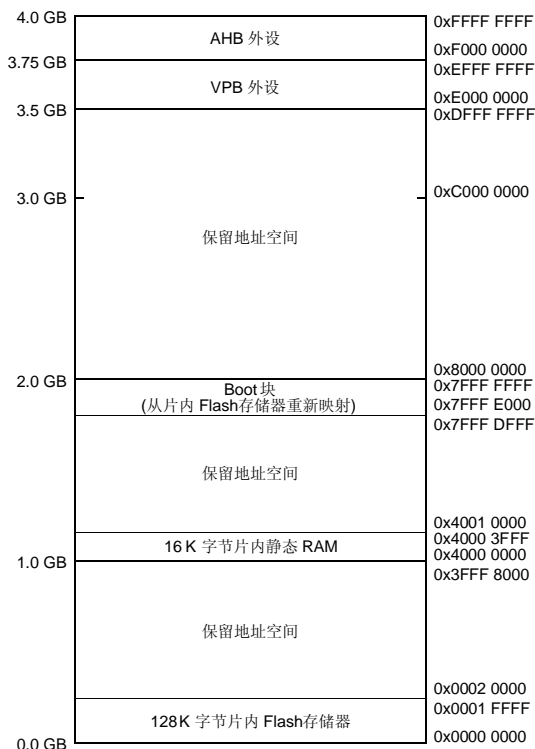 4.0 GB
0xFFFF FFFF
AHB 外设
0xF000 0000
3.75 GB
0xEFFF FFFF
VPB 外设
0xE000 0000
3.5 GB
0xDFFF FFFF
3.0 GB
0xC000 0000
保留地址空间
0x8000 0000
2.0 GB
0x7FFF FFFF
Boot 块
(从片内 Flash存储器重新映射)
0x7FFF E000
0x7FFF DFFF
保留地址空间
0x4001 0000
0x4000 3FFF
16 K 字节片内静态 RAM
0x4000 0000
1.0 GB
0x3FFF 8000
保留地址空间
0x0002 0000
0x0001 FFFF
128K 字节片内 Flash存储器
0x0000 0000
0.0 GB